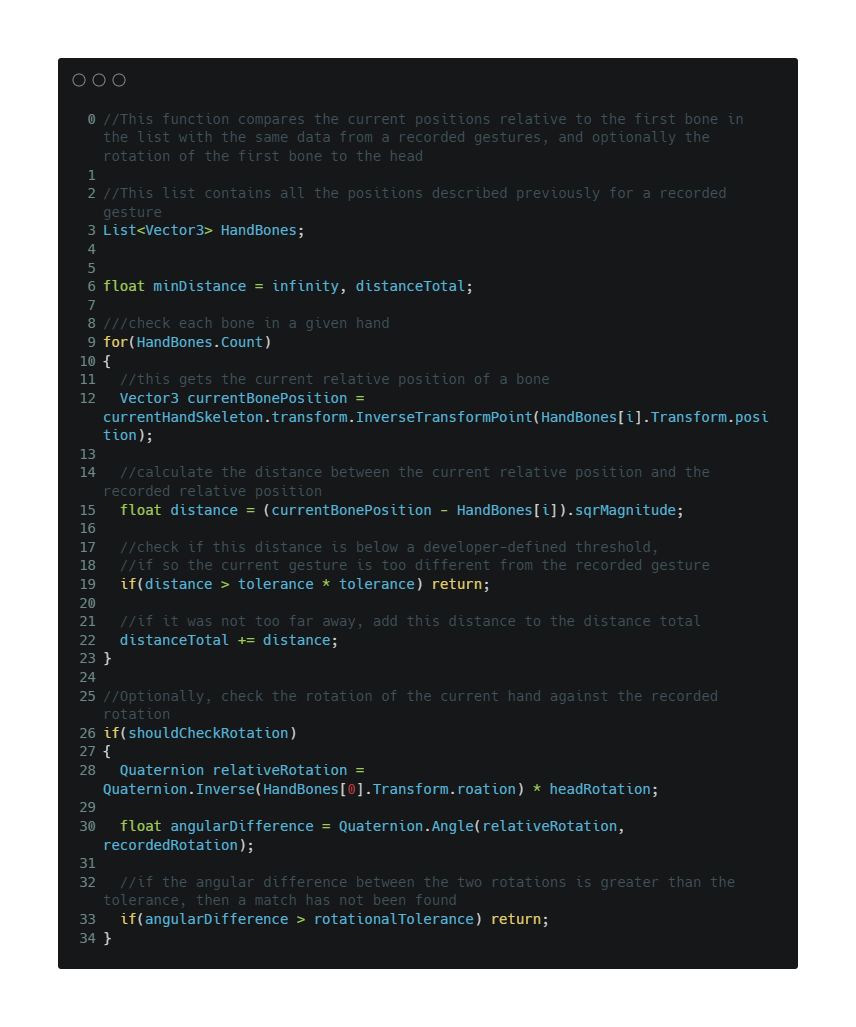 0 //This function compares the current positions relative to the first bone in
the list with the same data from a recorded gestures, and optionally the
rotation of the first bone to the head
1
2 //This list contains all the positions described previously for a recorded
gesture
3 List<Vector3> HandBones;
4
5
6 float minDistance = infinity, distanceTotal;
7
8 ///check each bone in a given hand
9 for(HandBones.Count)
10 {
11   //this gets the current relative position of a bone
12   Vector3 currentBonePosition =
currentHandSkeleton.transform.InverseTransformPoint(HandBones[i].Transform.posi
tion);
13
14   //calculate the distance between the current relative position and the
recorded relative position
15   float distance = (currentBonePosition - HandBones[i]).sqrMagnitude;
16
17   //check if this distance is below a developer-defined threshold,
18   //if so the current gesture is too different from the recorded gesture
19   if(distance > tolerance * tolerance) return;
20
21   //if it was not too far away, add this distance to the distance total
22   distanceTotal += distance;
23 }
24
25 //Optionally, check the rotation of the current hand against the recorded
rotation
26 if(shouldCheckRotation)
27 {
28   Quaternion relativeRotation =
Quaternion.Inverse(HandBones[0].Transform.roation) * headRotation;
29
30   float angularDifference = Quaternion.Angle(relativeRotation,
recordedRotation);
31
32   //if the angular difference between the two rotations is greater than the
tolerance, then a match has not been found
33   if(angularDifference > rotationalTolerance) return;
34 }